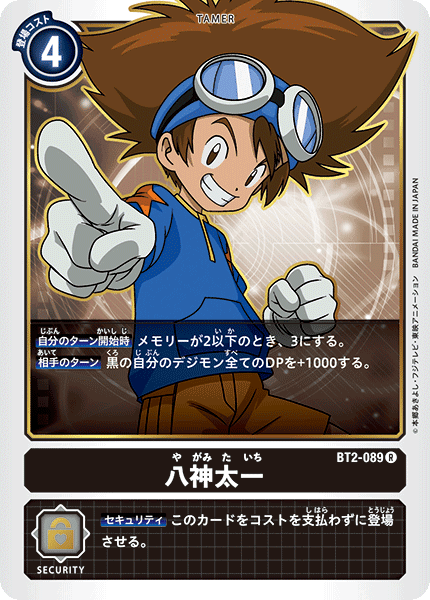 TAMER
登場コスト
4
自分のターン開始時 メモリーが2以下のとき、3にする。
相手のターン 黒の自分のデジモン全てのDPを+1000する。
BT2-089 R
やがみたいち
八神太一
セキュリティ このカードをコストを支払わずに登場
させる。
SECURITY
©本郷あきよし・フジテレビ・東映アニメーション BANDAI MADE IN JAPAN